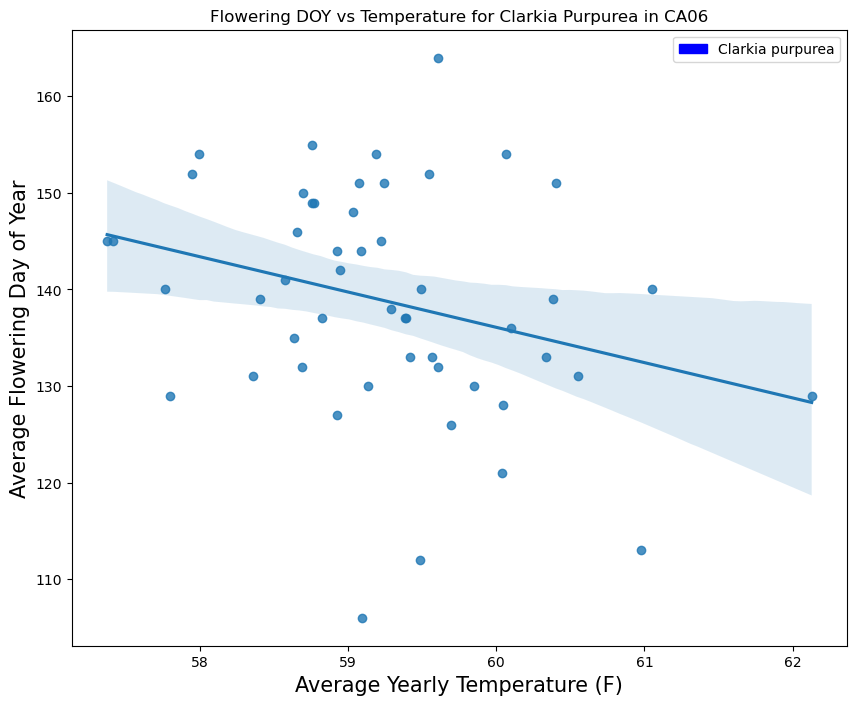 Flowering DOY vs Temperature for Clarkia Purpurea in CA06
Clarkia purpurea
Average Flowering Day of Year
160
150
140
130
120
110
58 59 60 61 62
Average Yearly Temperature (F)